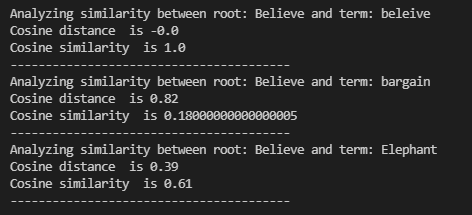 Analyzing similarity between root: Believe and term: beleive
Cosine distance  is -0.0
Cosine similarity  is 1.0
----------------------------------------
Analyzing similarity between root: Believe and term: bargain
Cosine distance  is 0.82
Cosine similarity  is 0.18000000000000005
----------------------------------------
Analyzing similarity between root: Believe and term: Elephant
Cosine distance  is 0.39
Cosine similarity  is 0.61
----------------------------------------